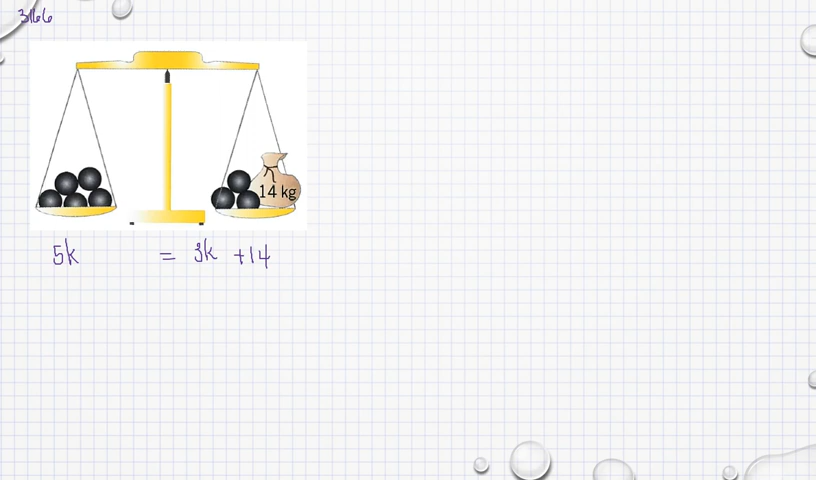 3166
14 kg
5k = 3k + 14